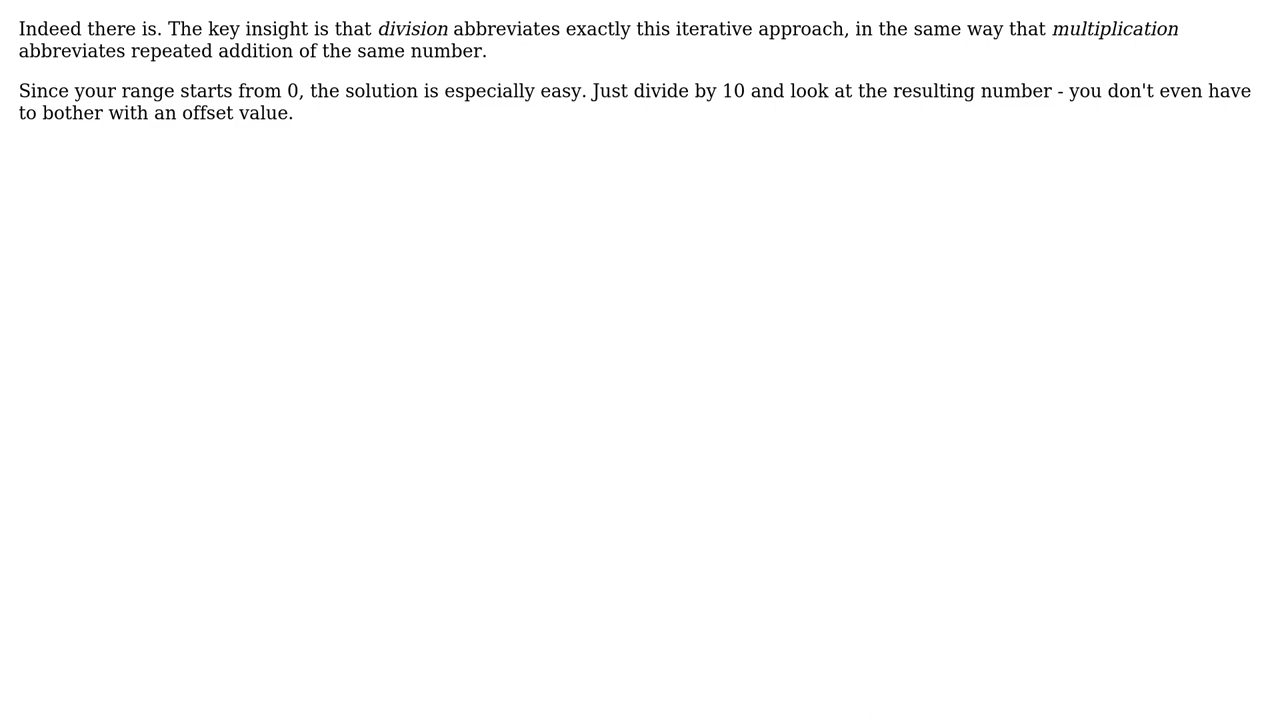 Indeed there is. The key insight is that division abbreviates exactly this iterative approach, in the same way that multiplication
abbreviates repeated addition of the same number.
Since your range starts from 0, the solution is especially easy. Just divide by 10 and look at the resulting number - you don't even have
to bother with an offset value.